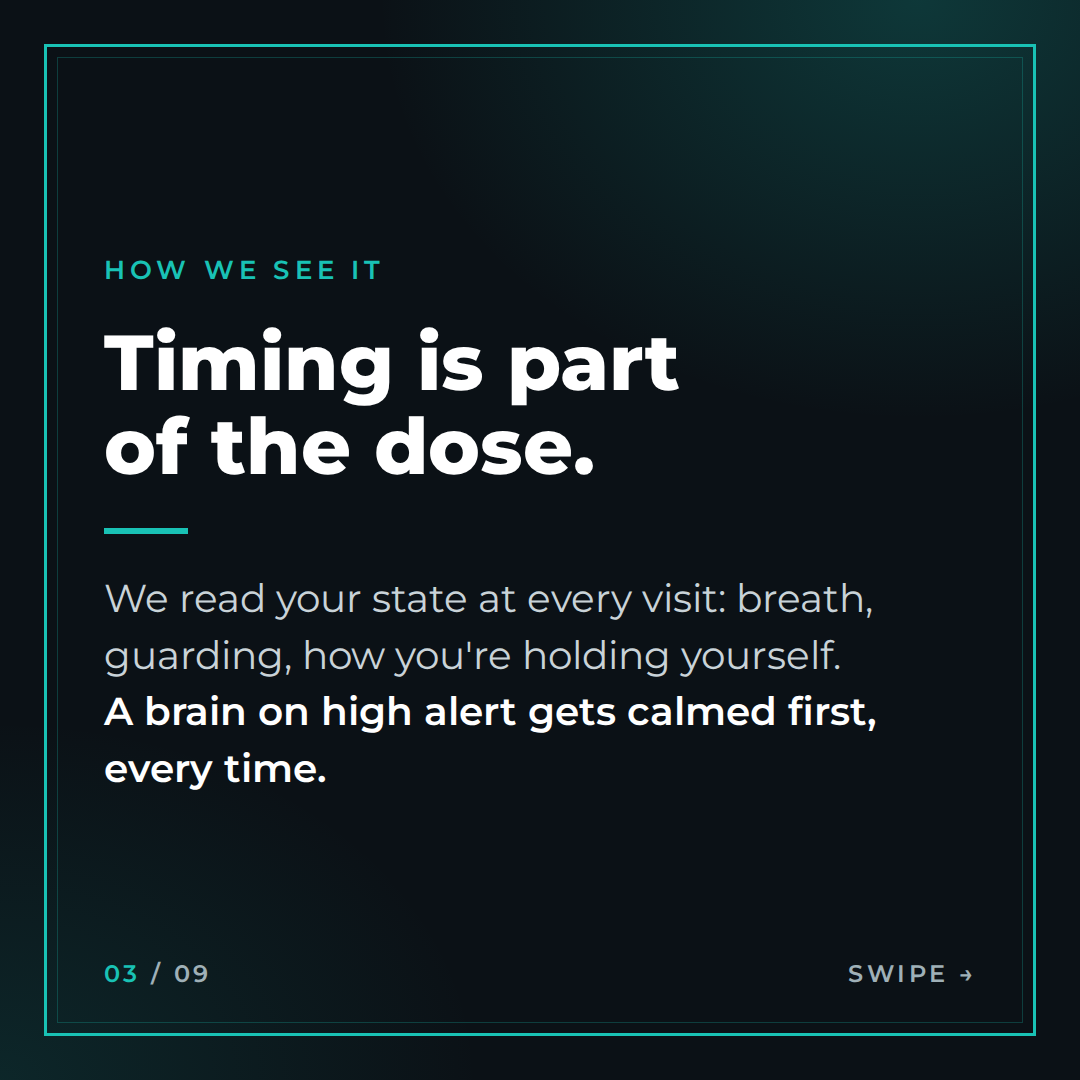 HOW WE SEE IT
Timing is part
of the dose.
We read your state at every visit: breath,
guarding, how you're holding yourself.
A brain on high alert gets calmed first,
every time.
03 / 09
SWIPE →